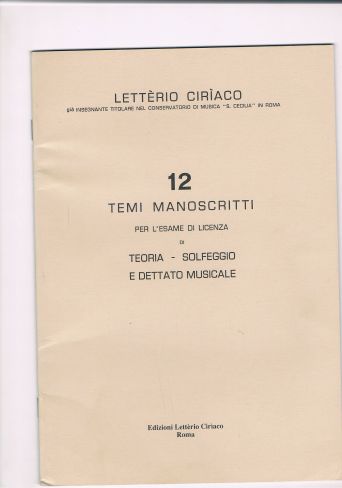 LETTÈRIO CIRÌACO
già INSEGNANTE TITOLARE NEL CONSERVATORIO DI MUSICA "S. CECILIA" IN ROMA
12
TEMI MANOSCRITTI
PER L'ESAME DI LICENZA
DI
TEORIA - SOLFEGGIO
E DETTATO MUSICALE
Edizioni Lettèrio Ciriaco
Roma